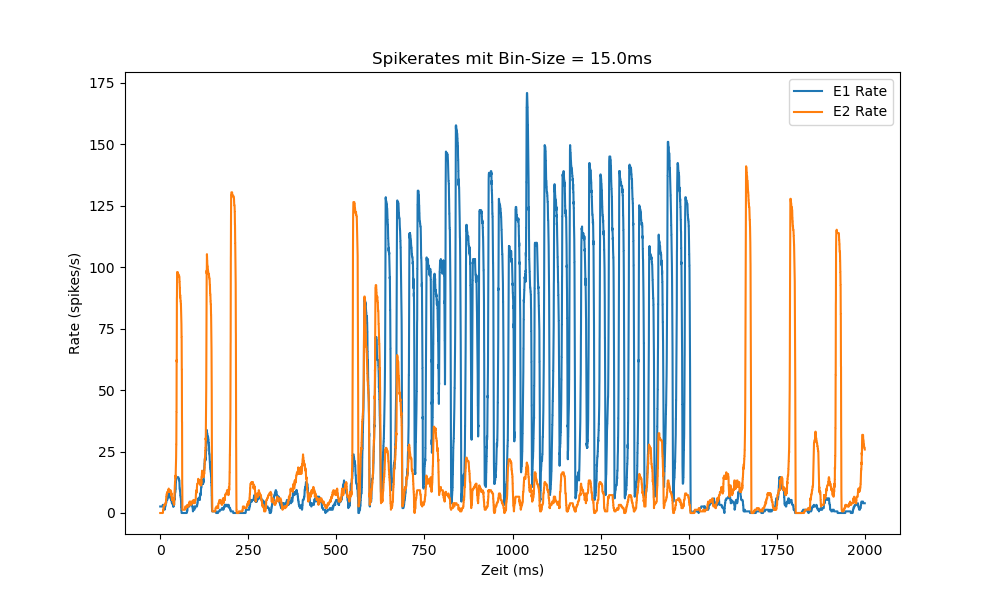 Spikerates mit Bin-Size = 15.0ms
E1 Rate
E2 Rate
Rate (spikes/s)
175
150
125
100
75
50
25
0
0 250 500 750 1000 1250 1500 1750 2000
Zeit (ms)